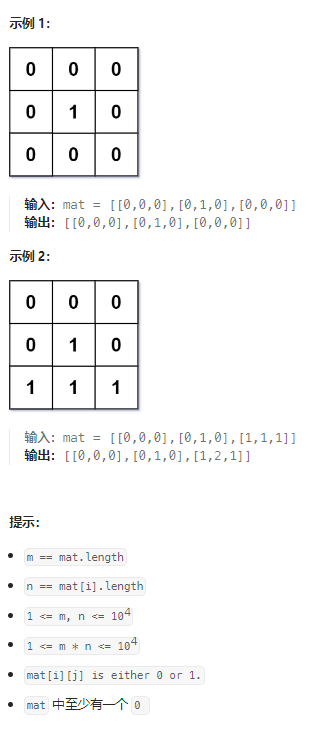 示例 1：
0 0 0
0 1 0
0 0 0
输入：mat = [[0,0,0],[0,1,0],[0,0,0]]
输出：[[0,0,0],[0,1,0],[0,0,0]]
示例 2：
0 0 0
0 1 0
1 1 1
输入：mat = [[0,0,0],[0,1,0],[1,1,1]]
输出：[[0,0,0],[0,1,0],[1,2,1]]
提示：
• m == mat.length
• n == mat[i].length
• 1 <= m, n <= 10⁴
• 1 <= m * n <= 10⁴
• mat[i][j] is either 0 or 1.
• mat 中至少有一个 0